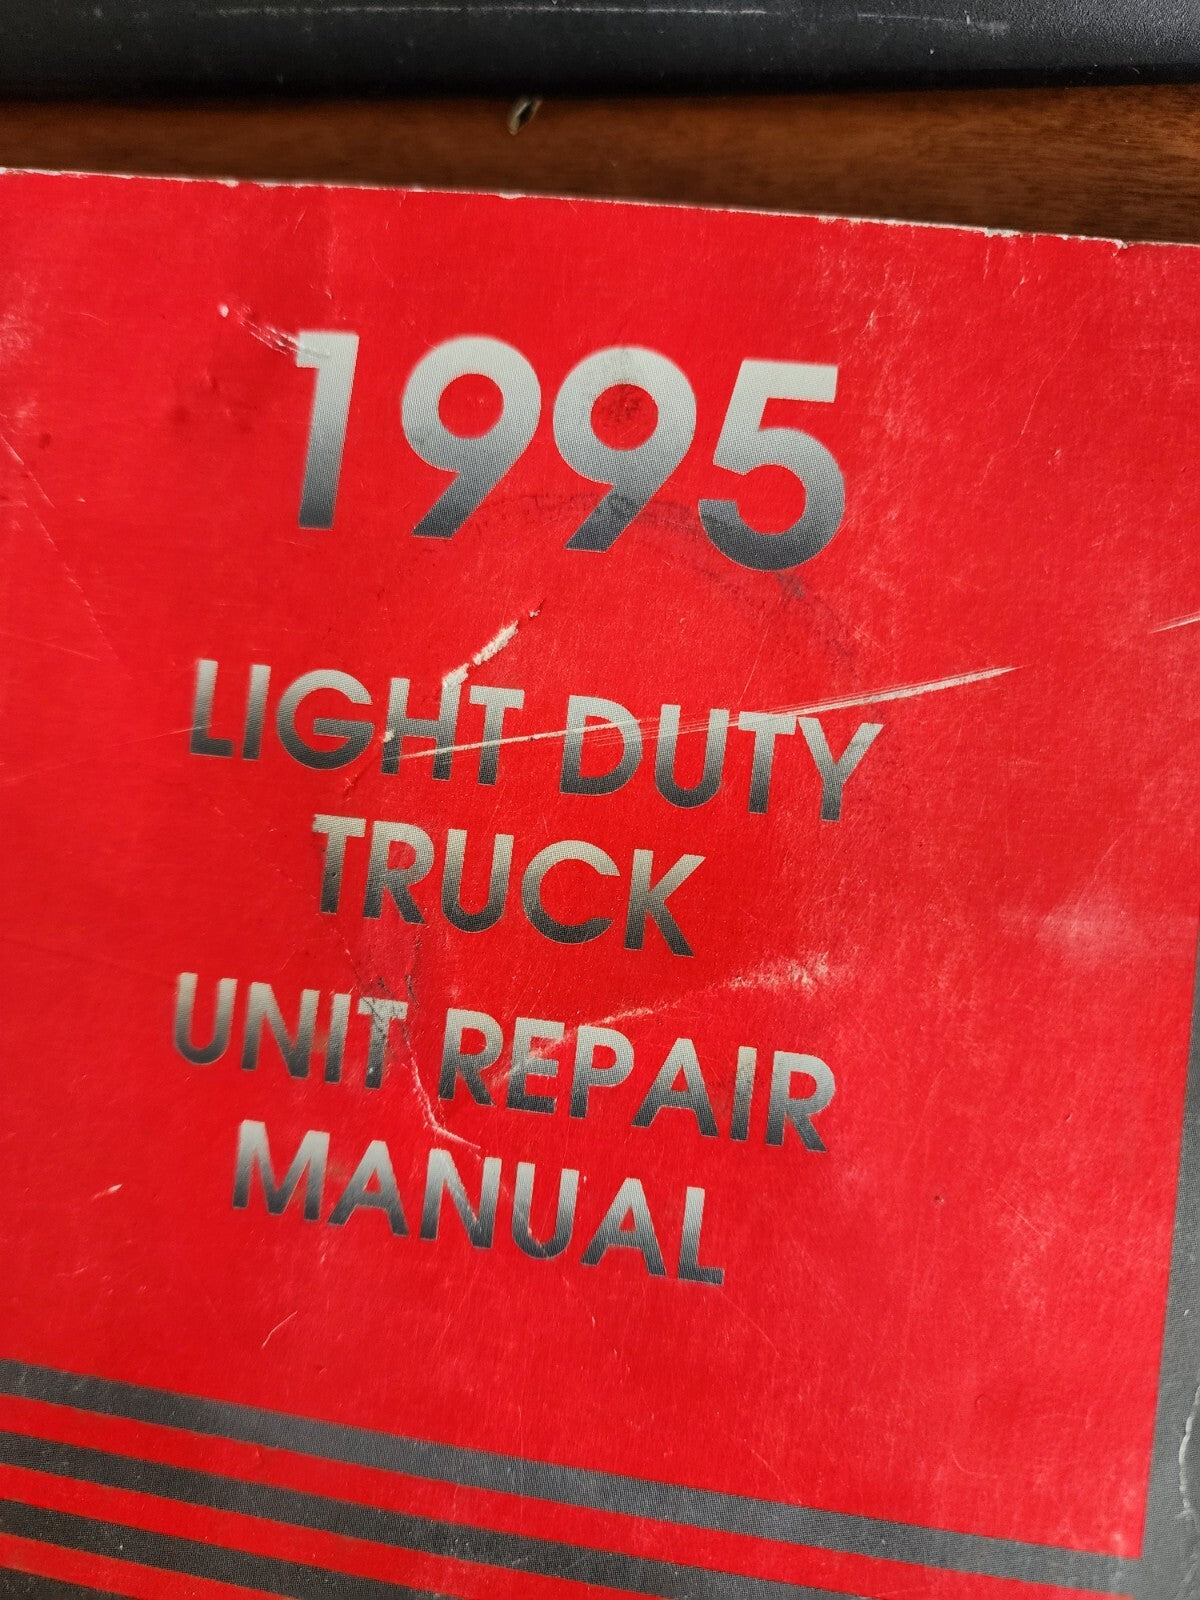 1995
LIGHT DUTY
TRUCK
UNIT REPAIR
MANUAL